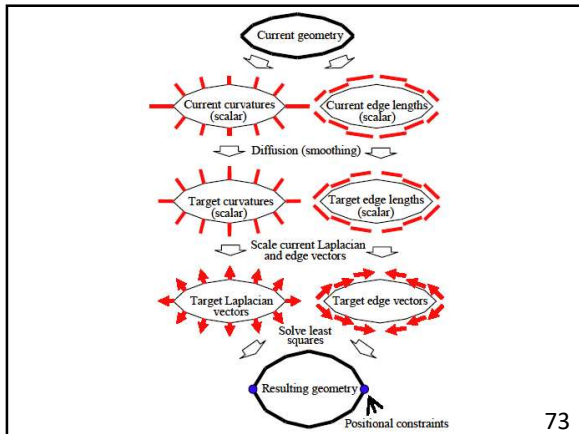 Current geometry
Current curvatures
(scalar)
Current edge lengths
(scalar)
Diffusion (smoothing)
Target curvatures
(scalar)
Target edge lengths
(scalar)
Scale current Laplacian
and edge vectors
Target Laplacian
vectors
Target edge vectors
Solve least
squares
Resulting geometry
Positional constraints
73